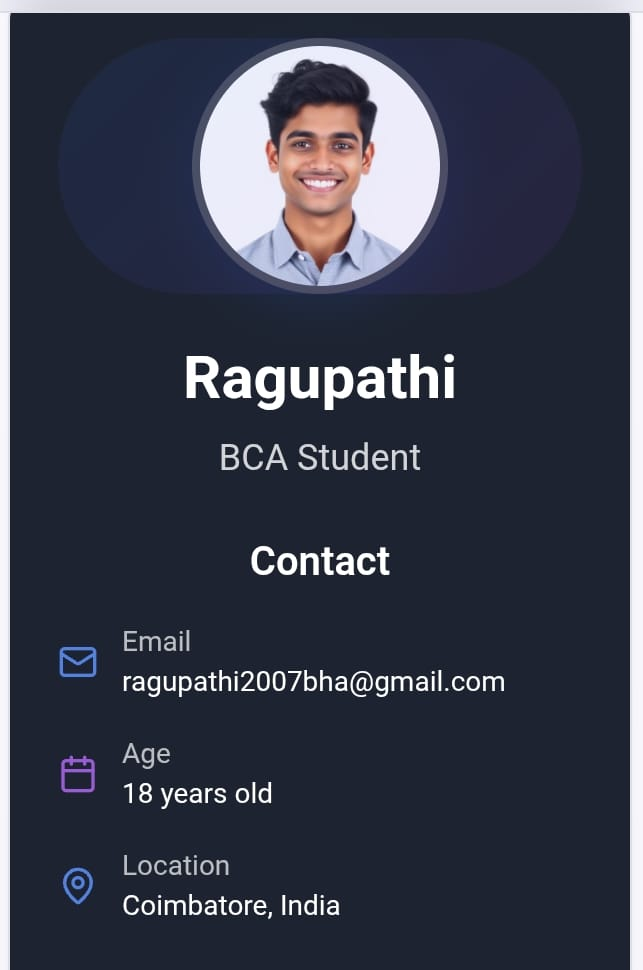 Ragupathi
BCA Student
Contact
Email
ragupathi2007bha@gmail.com
Age
18 years old
Location
Coimbatore, India